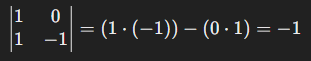 |1 0|
|1 −1| = (1 · (−1)) − (0 · 1) = −1